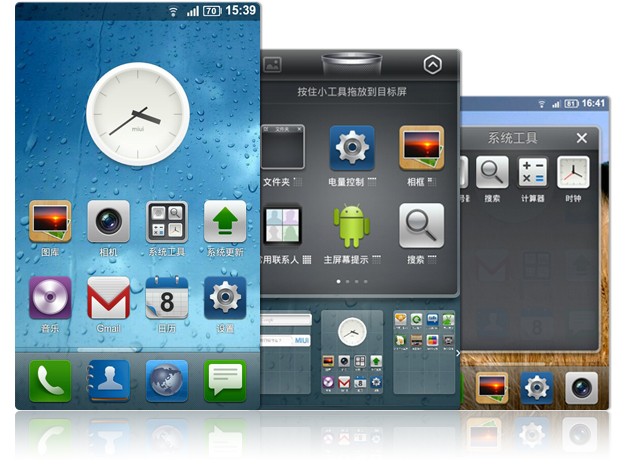 70 15:39
miui
图库 相机 系统工具 系统更新
音乐 Gmail 日历 设置
8
按住小工具拖放到目标屏
文件夹
文件夹 电量控制 相框
常用联系人 主屏幕提示 搜索
MIUI
81 16:41
系统工具
搜索 计算器 时钟